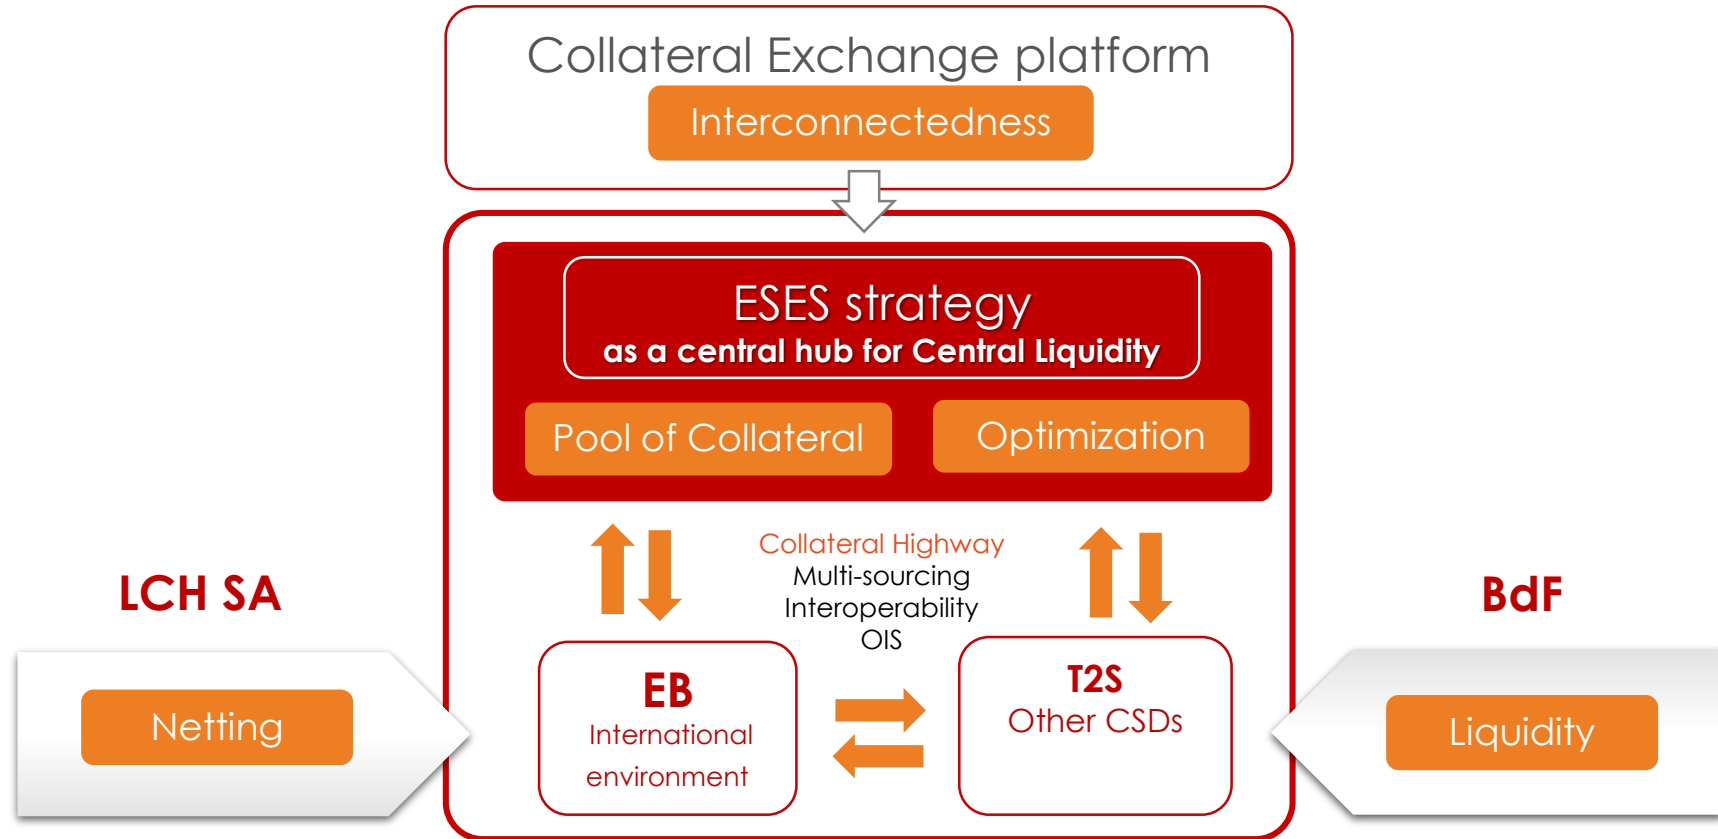 Collateral Exchange platform
Interconnectedness
ESES strategy
as a central hub for Central Liquidity
Pool of Collateral
Optimization
Collateral Highway
Multi-sourcing
Interoperability
OIS
LCH SA
Netting
EB
International
environment
T2S
Other CSDs
BdF
Liquidity